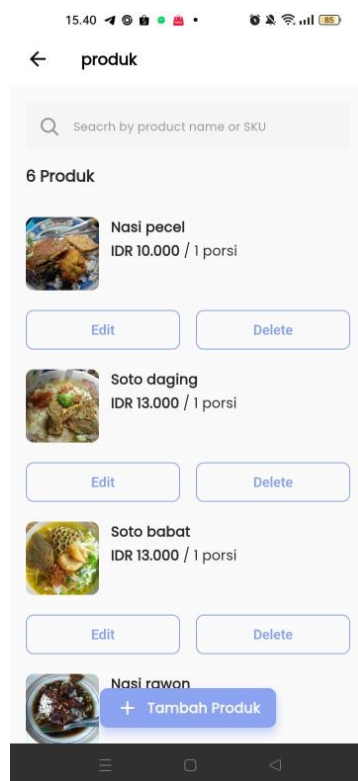 15.40
85
produk
Seacrh by product name or SKU
6 Produk
Nasi pecel
IDR 10.000 / 1 porsi
Edit
Delete
Soto daging
IDR 13.000 / 1 porsi
Edit
Delete
Soto babat
IDR 13.000 / 1 porsi
Edit
Delete
Nasi rawon
+ Tambah Produk